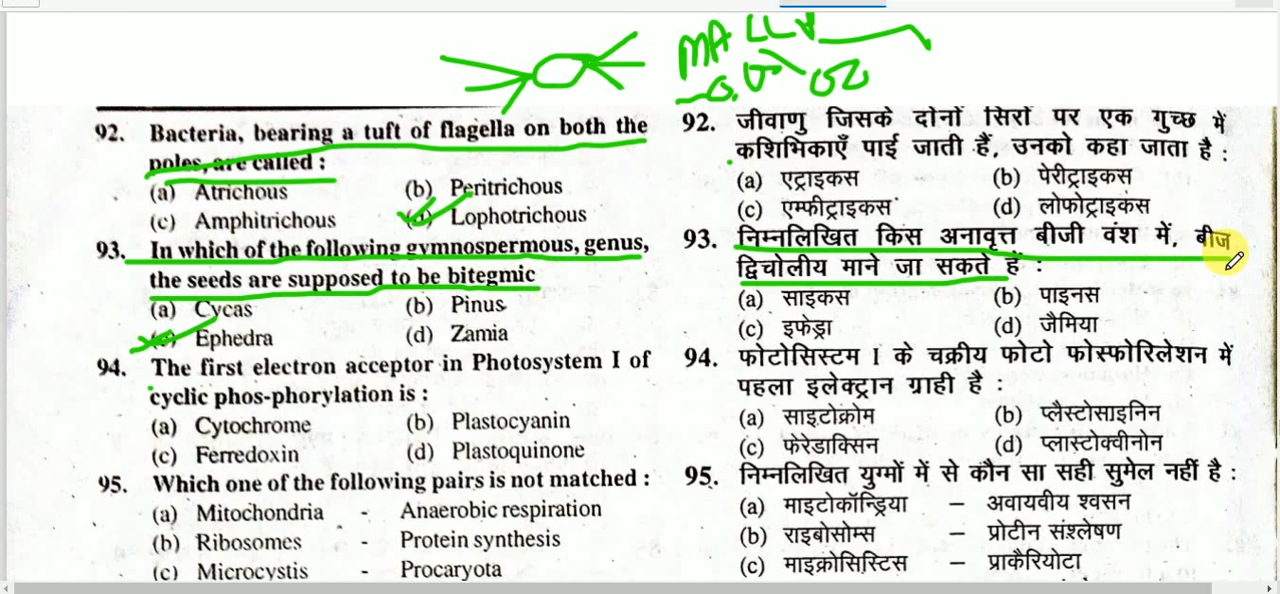 MALLY
92. Bacteria, bearing a tuft of flagella on both the
poles, are called :
(a) Atrichous (b) Peritrichous
(c) Amphitrichous (d) Lophotrichous
93. In which of the following gymnospermous, genus,
the seeds are supposed to be bitegmic
(a) Cycas (b) Pinus
(c) Ephedra (d) Zamia
94. The first electron acceptor in Photosystem I of
cyclic phos-phorylation is :
(a) Cytochrome (b) Plastocyanin
(c) Ferredoxin (d) Plastoquinone
95. Which one of the following pairs is not matched :
(a) Mitochondria - Anaerobic respiration
(b) Ribosomes - Protein synthesis
(c) Microcystis - Procaryota
92. जीवाणु जिसके दोनों सिरों पर एक गुच्छ में
कशिभिकाएँ पाई जाती हैं, उनको कहा जाता है :
(a) एट्राइकस (b) पेरीट्राइकस
(c) एम्फीट्राइकस (d) लोफोट्राइकस
93. निम्नलिखित किस अनावृत्त बीजी वंश में, बीज
द्विचोलीय माने जा सकते हैं :
(a) साइकस (b) पाइनस
(c) इफेड्रा (d) जैमिया
94. फोटोसिस्टम I के चक्रीय फोटो फोस्फोरिलेशन में
पहला इलेक्ट्रान ग्राही है :
(a) साइटोक्रोम (b) प्लैस्टोसाइनिन
(c) फेरेडाक्सिन (d) प्लास्टोक्वीनोन
95. निम्नलिखित युग्मों में से कौन सा सही सुमेल नहीं है :
(a) माइटोकॉन्ड्रिया – अवायवीय श्वसन
(b) राइबोसोम्स – प्रोटीन संश्लेषण
(c) माइक्रोसिस्टिस – प्राकैरियोटा